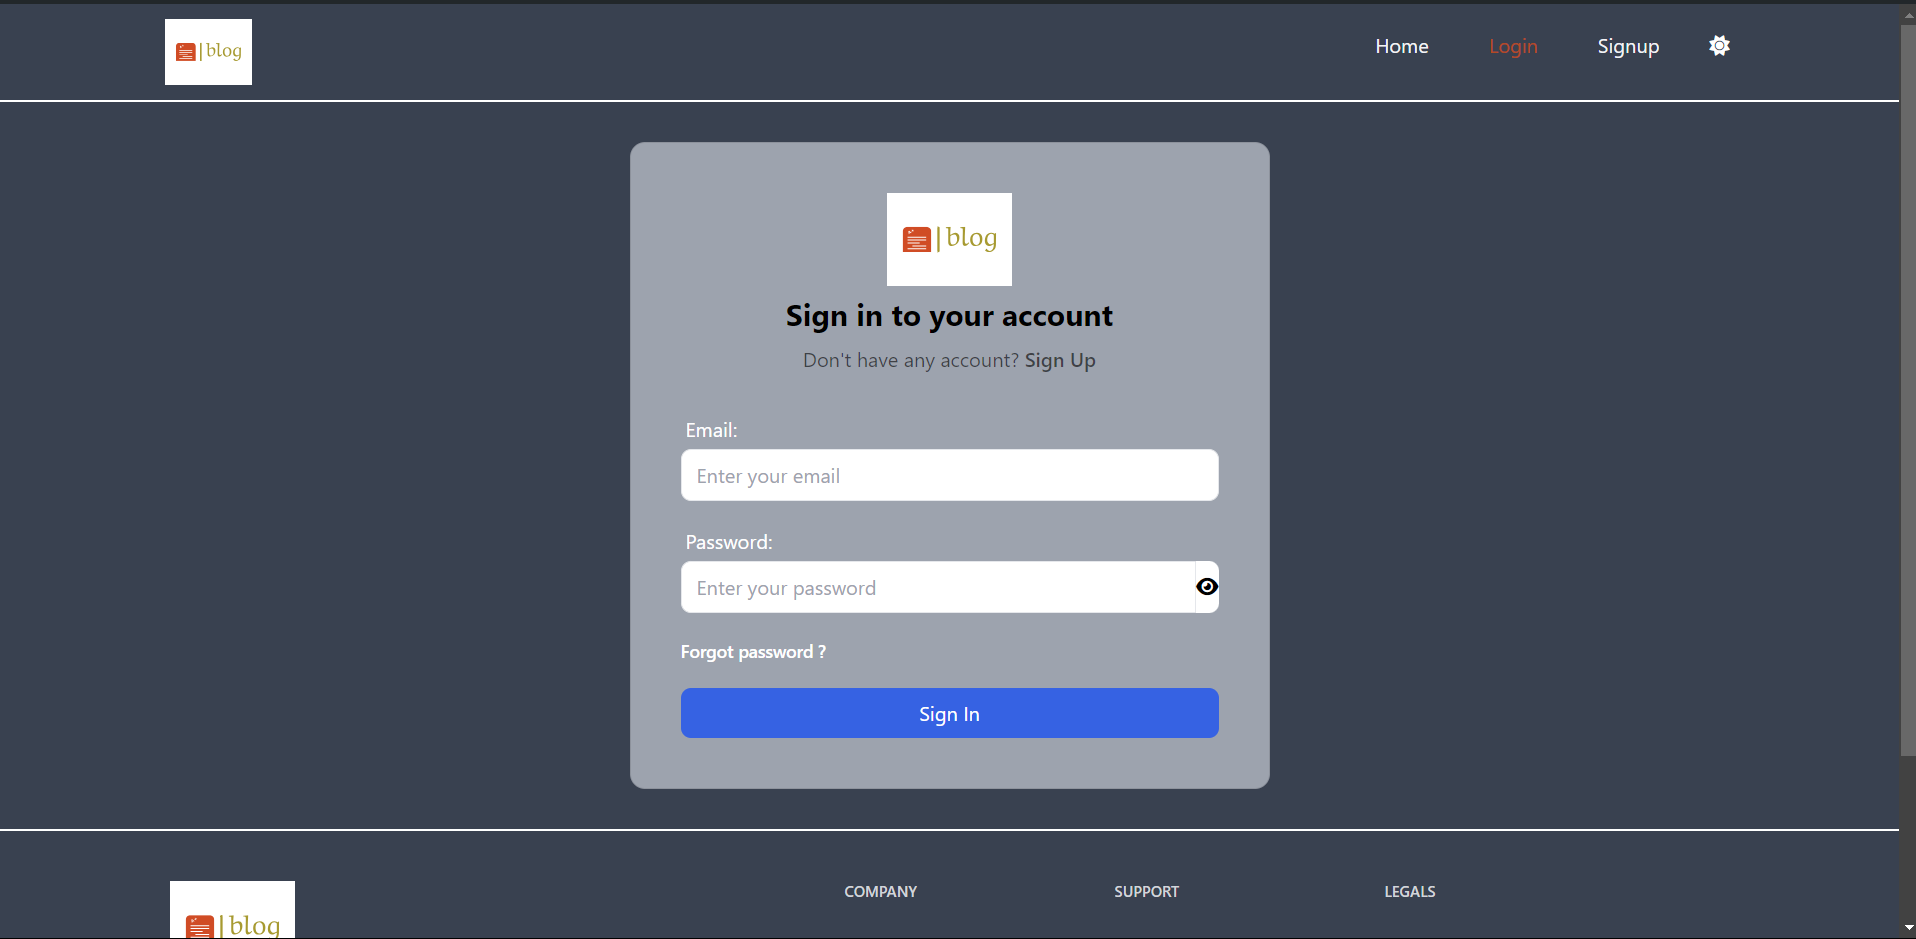 blog
Home Login Signup
blog
Sign in to your account
Don't have any account? Sign Up
Email:
Enter your email
Password:
Enter your password
Forgot password ?
Sign In
blog
COMPANY SUPPORT LEGALS